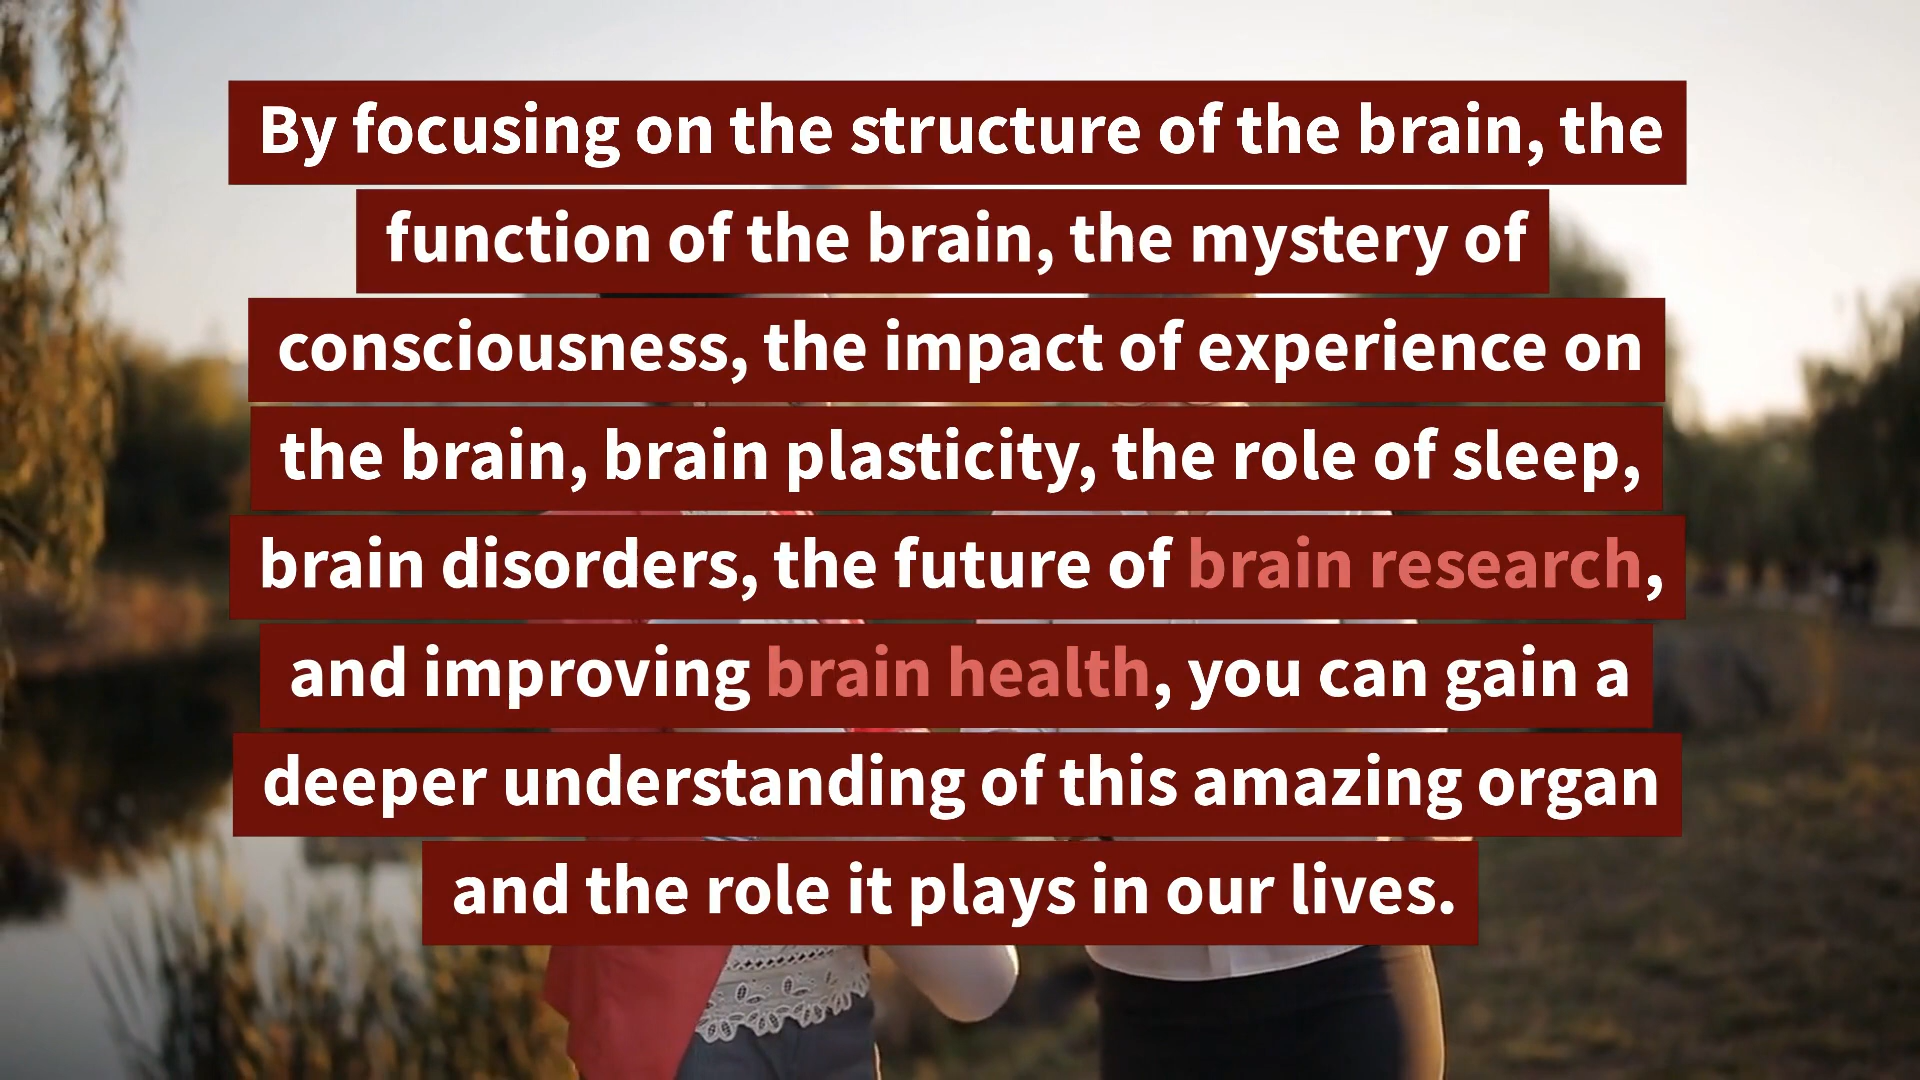 By focusing on the structure of the brain, the
function of the brain, the mystery of
consciousness, the impact of experience on
the brain, brain plasticity, the role of sleep,
brain disorders, the future of brain research,
and improving brain health, you can gain a
deeper understanding of this amazing organ
and the role it plays in our lives.